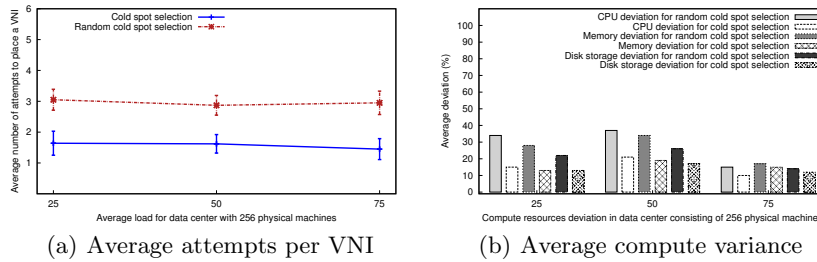 Average number of attempts to place a VNI
6
5
4
3
2
1
25
50
75
Cold spot selection
Random cold spot selection
Average load for data center with 256 physical machines
(a) Average attempts per VNI
Average deviation (%)
110
100
90
80
70
60
50
40
30
20
10
0
CPU deviation for random cold spot selection
CPU deviation for cold spot selection
Memory deviation for random cold spot selection
Memory deviation for cold spot selection
Disk storage deviation for random cold spot selection
Disk storage deviation for cold spot selection
25
50
75
Compute resources deviation in data center consisting of 256 physical machine
(b) Average compute variance